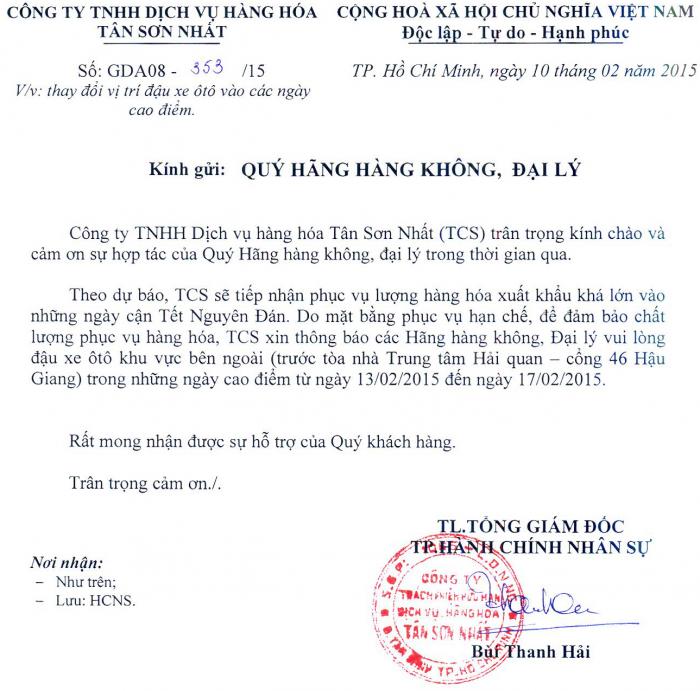 CÔNG TY TNHH DỊCH VỤ HÀNG HÓA
TÂN SƠN NHẤT
CỘNG HOÀ XÃ HỘI CHỦ NGHĨA VIỆT NAM
Độc lập - Tự do - Hạnh phúc
Số: GDA08 - 353 /15
V/v: thay đổi vị trí đậu xe ôtô vào các ngày
cao điểm.
TP. Hồ Chí Minh, ngày 10 tháng 02 năm 2015
Kính gửi: QUÝ HÃNG HÀNG KHÔNG, ĐẠI LÝ
Công ty TNHH Dịch vụ hàng hóa Tân Sơn Nhất (TCS) trân trọng kính chào và
cảm ơn sự hợp tác của Quý Hãng hàng không, đại lý trong thời gian qua.
Theo dự báo, TCS sẽ tiếp nhận phục vụ lượng hàng hóa xuất khẩu khá lớn vào
những ngày cận Tết Nguyên Đán. Do mặt bằng phục vụ hạn chế, để đảm bảo chất
lượng phục vụ hàng hóa, TCS xin thông báo các Hãng hàng không, Đại lý vui lòng
đậu xe ôtô khu vực bên ngoài (trước tòa nhà Trung tâm Hải quan – cổng 46 Hậu
Giang) trong những ngày cao điểm từ ngày 13/02/2015 đến ngày 17/02/2015.
Rất mong nhận được sự hỗ trợ của Quý khách hàng.
Trân trọng cảm ơn./.
TL.TỔNG GIÁM ĐỐC
TP.HÀNH CHÍNH NHÂN SỰ
Nơi nhận:
– Như trên;
– Lưu: HCNS.
CÔNG TY
TRÁCH NHIỆM HỮU HẠN
DỊCH VỤ HÀNG HÓA
TÂN SƠN NHẤT
Q.TÂN BÌNH TP.HỒ CHÍ MINH
Bùi Thanh Hải